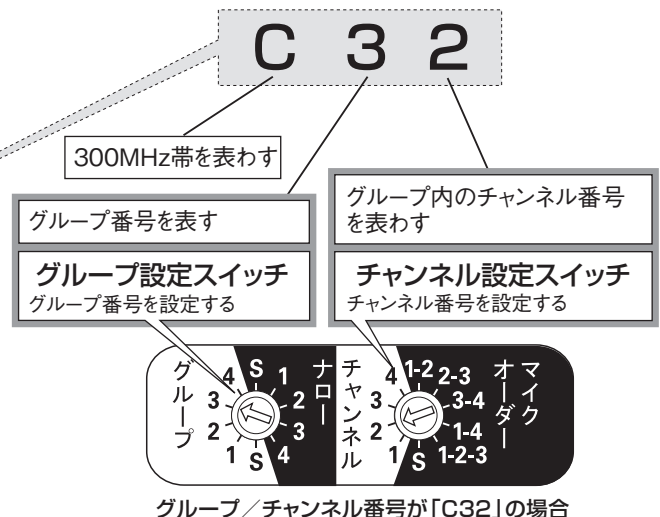 C 3 2
300MHz帯を表わす
グループ番号を表す
グループ設定スイッチ
グループ番号を設定する
グループ内のチャンネル番号
を表わす
チャンネル設定スイッチ
チャンネル番号を設定する
グループ
4 S 1
3 2
2 3
1 S 4
ナロー
チャンネル
4 1-2 2-3
3 3-4
2 1-4
1 S 1-2-3
マイク
オーダー
グループ／チャンネル番号が「C32」の場合